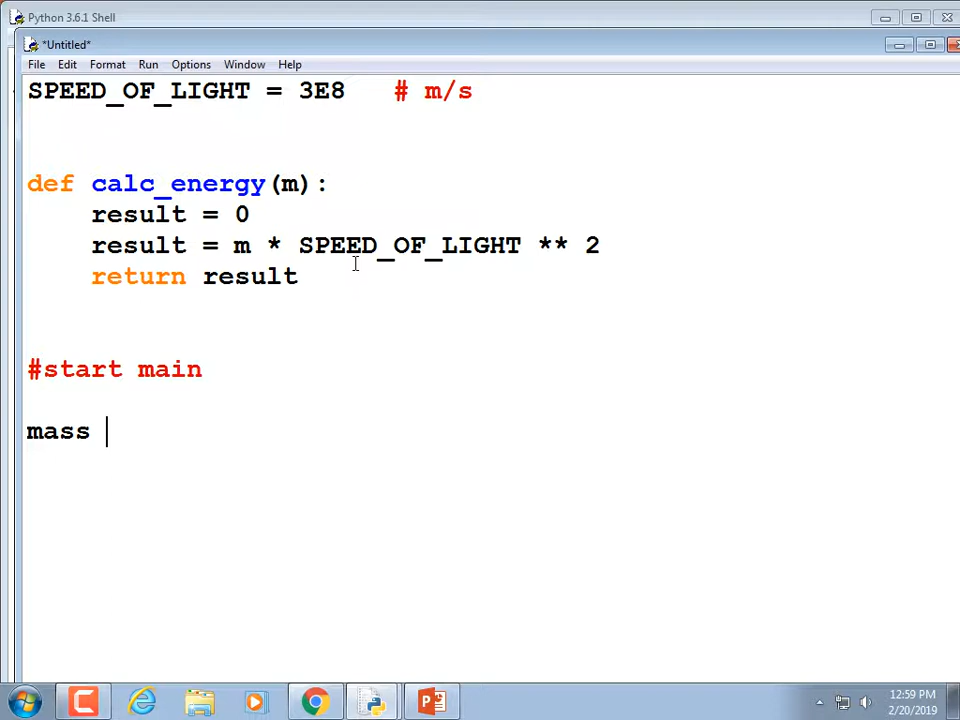 Python 3.6.1 Shell
*Untitled*
File Edit Format Run Options Window Help
SPEED_OF_LIGHT = 3E8   # m/s
def calc_energy(m):
    result = 0
    result = m * SPEED_OF_LIGHT ** 2
    return result
#start main
mass
12:59 PM
2/20/2019